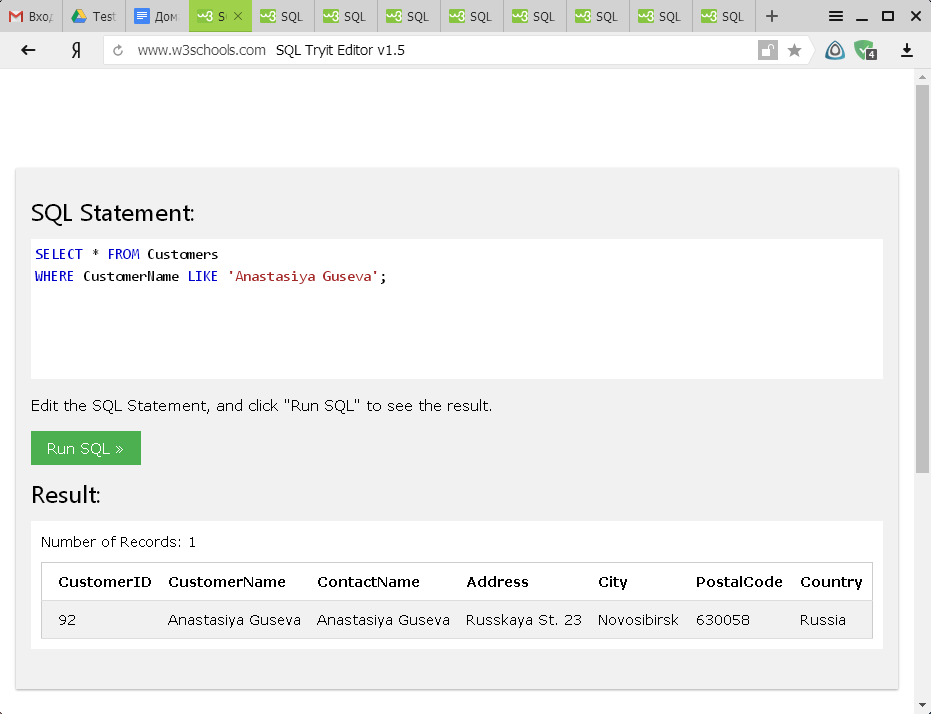 Вход Test Дом S SQL SQL SQL SQL SQL SQL SQL SQL
Я www.w3schools.com SQL Tryit Editor v1.5 4
SQL Statement:
SELECT * FROM Customers
WHERE CustomerName LIKE 'Anastasiya Guseva';
Edit the SQL Statement, and click "Run SQL" to see the result.
Run SQL »
Result:
Number of Records: 1
CustomerID CustomerName ContactName Address City PostalCode Country
92 Anastasiya Guseva Anastasiya Guseva Russkaya St. 23 Novosibirsk 630058 Russia